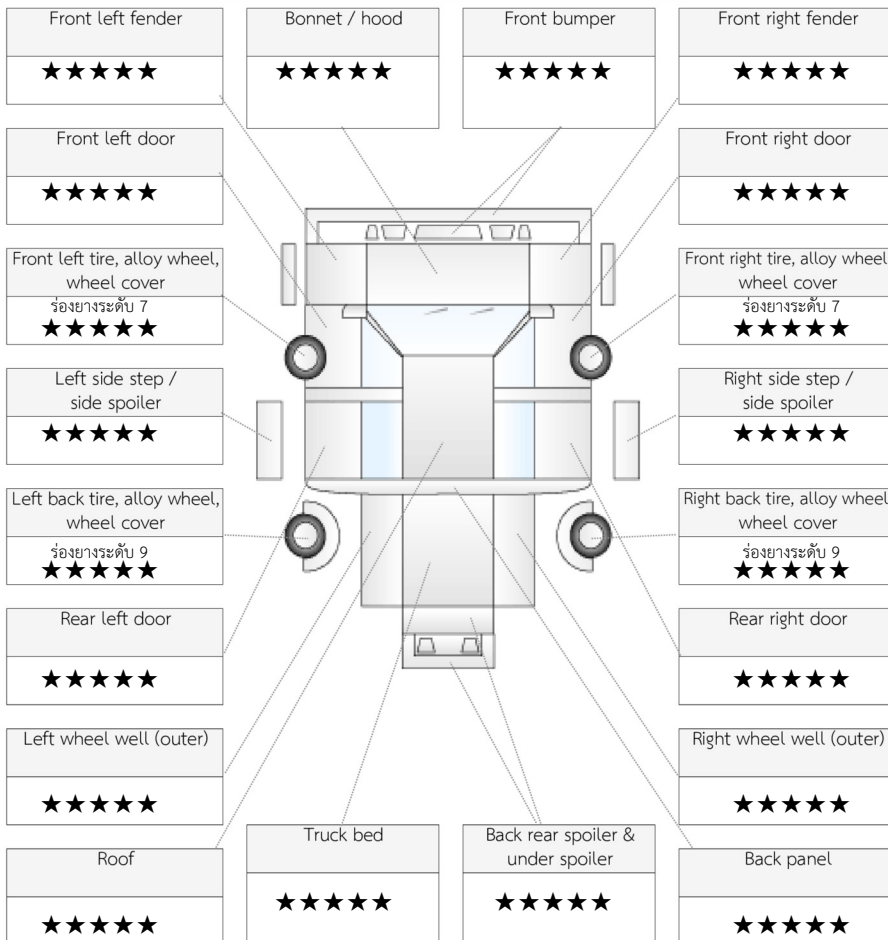 Front left fender
★★★★★
Bonnet / hood
★★★★★
Front bumper
★★★★★
Front right fender
★★★★★
Front left door
★★★★★
Front right door
★★★★★
Front left tire, alloy wheel,
wheel cover
ร่องยางระดับ 7
★★★★★
Front right tire, alloy wheel
wheel cover
ร่องยางระดับ 7
★★★★★
Left side step /
side spoiler
★★★★★
Right side step /
side spoiler
★★★★★
Left back tire, alloy wheel,
wheel cover
ร่องยางระดับ 9
★★★★★
Right back tire, alloy wheel
wheel cover
ร่องยางระดับ 9
★★★★★
Rear left door
★★★★★
Rear right door
★★★★★
Left wheel well (outer)
★★★★★
Right wheel well (outer)
★★★★★
Roof
★★★★★
Truck bed
★★★★★
Back rear spoiler &
under spoiler
★★★★★
Back panel
★★★★★